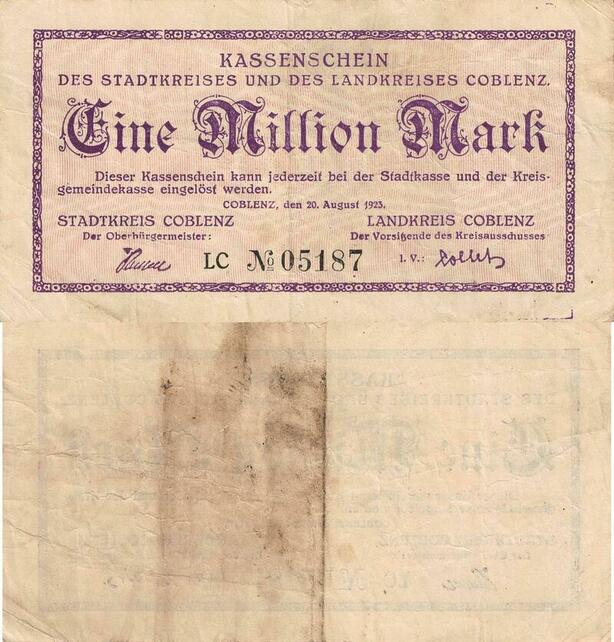 KASSENSCHEIN
DES STADTKREISES UND DES LANDKREISES COBLENZ.
Eine Million Mark
Dieser Kassenschein kann jederzeit bei der Stadtkasse und der Kreis-
gemeindekasse eingelöst werden.
COBLENZ, den 20. August 1923.
STADTKREIS COBLENZ LANDKREIS COBLENZ
Der Oberbürgermeister: Der Vorsitzende des Kreisausschusses
LC № 05187 I. V.: